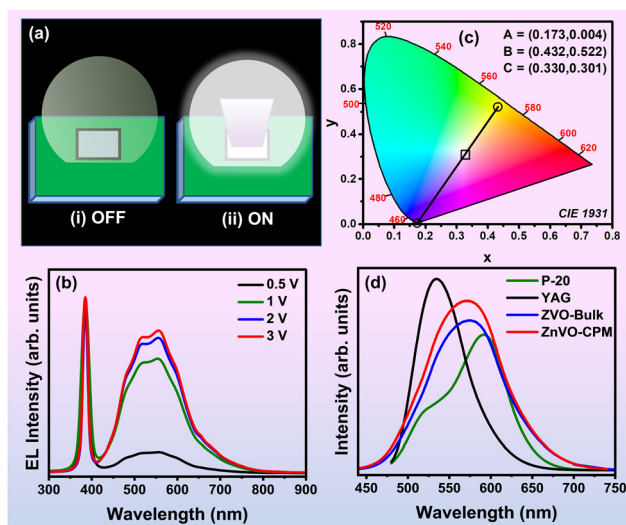 (a)
(i) OFF
(ii) ON
(c)
A = (0.173,0.004)
B = (0.432,0.522)
C = (0.330,0.301)
520
540
560
500
580
600
620
480
460
CIE 1931
y
0.8
0.6
0.4
0.2
0.0
0.0 0.1 0.2 0.3 0.4 0.5 0.6 0.7 0.8
x
(b)
0.5 V
1 V
2 V
3 V
EL Intensity (arb. units)
300 400 500 600 700 800 900
Wavelength (nm)
(d)
P-20
YAG
ZVO-Bulk
ZnVO-CPM
Intensity (arb. units)
450 500 550 600 650 700 750
Wavelength (nm)